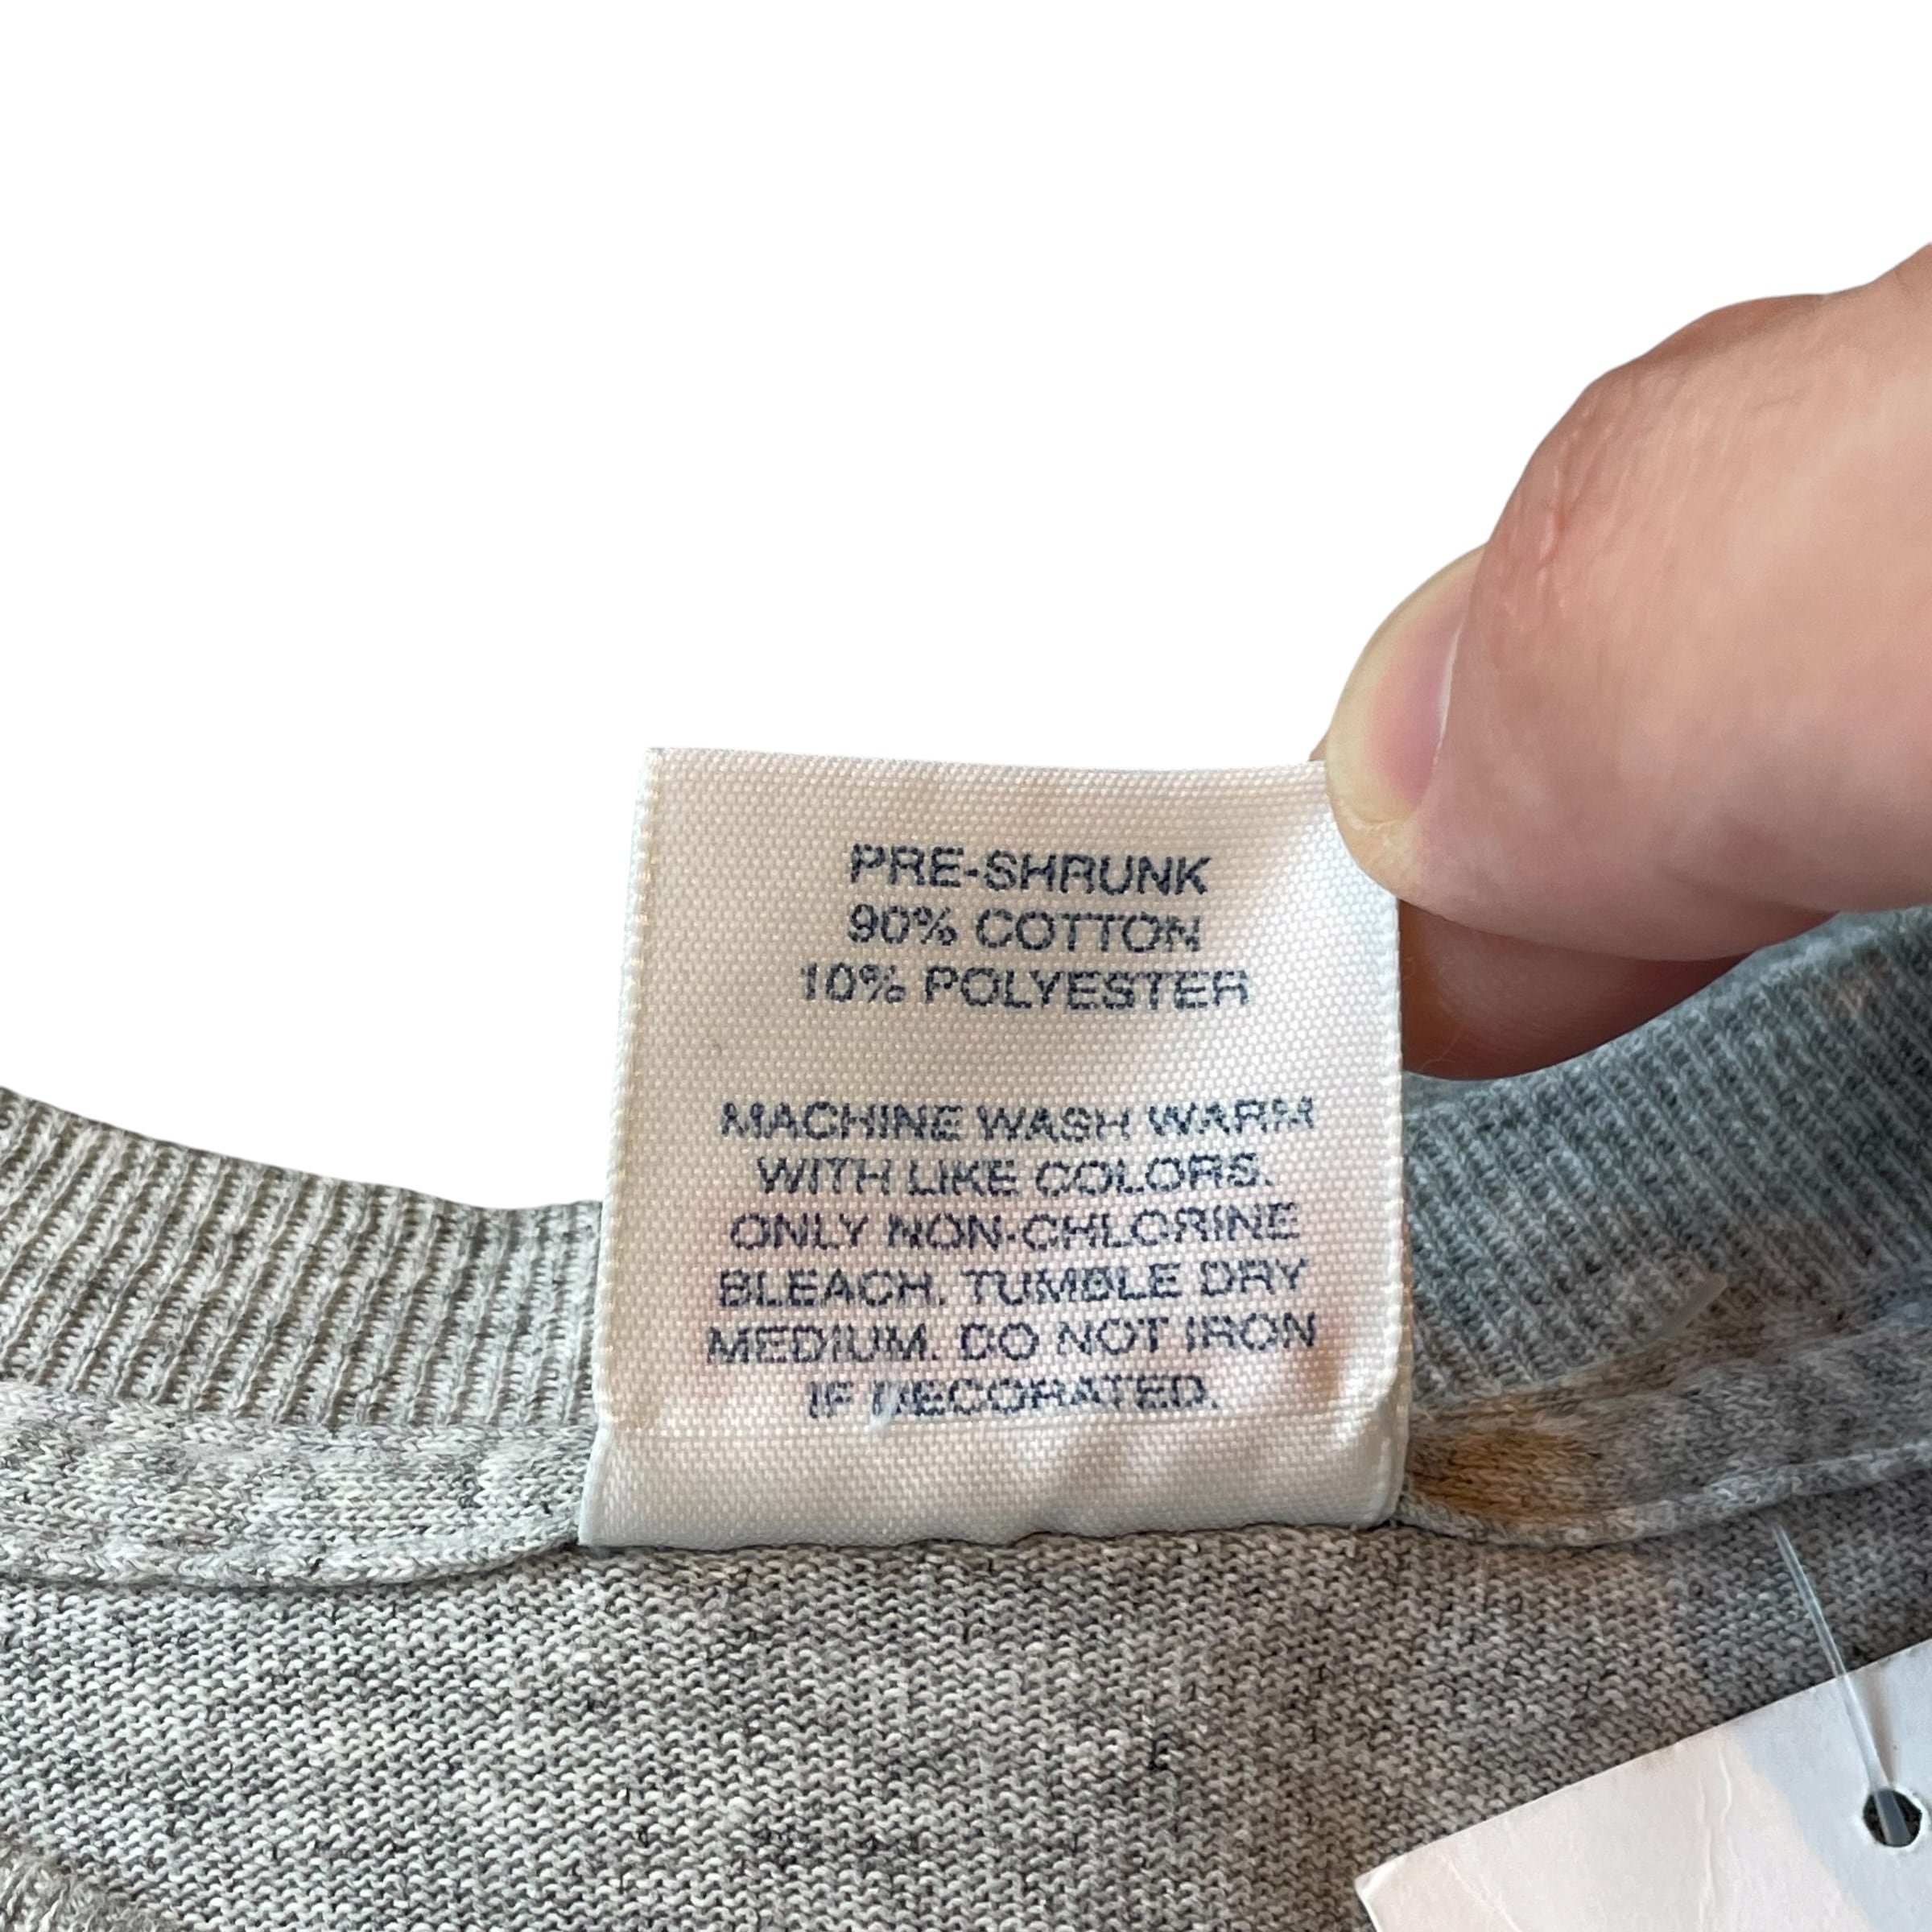 PRE-SHRUNK
90% COTTON
10% POLYESTER
MACHINE WASH WARM
WITH LIKE COLORS.
ONLY NON-CHLORINE
BLEACH. TUMBLE DRY
MEDIUM. DO NOT IRON
IF DECORATED.